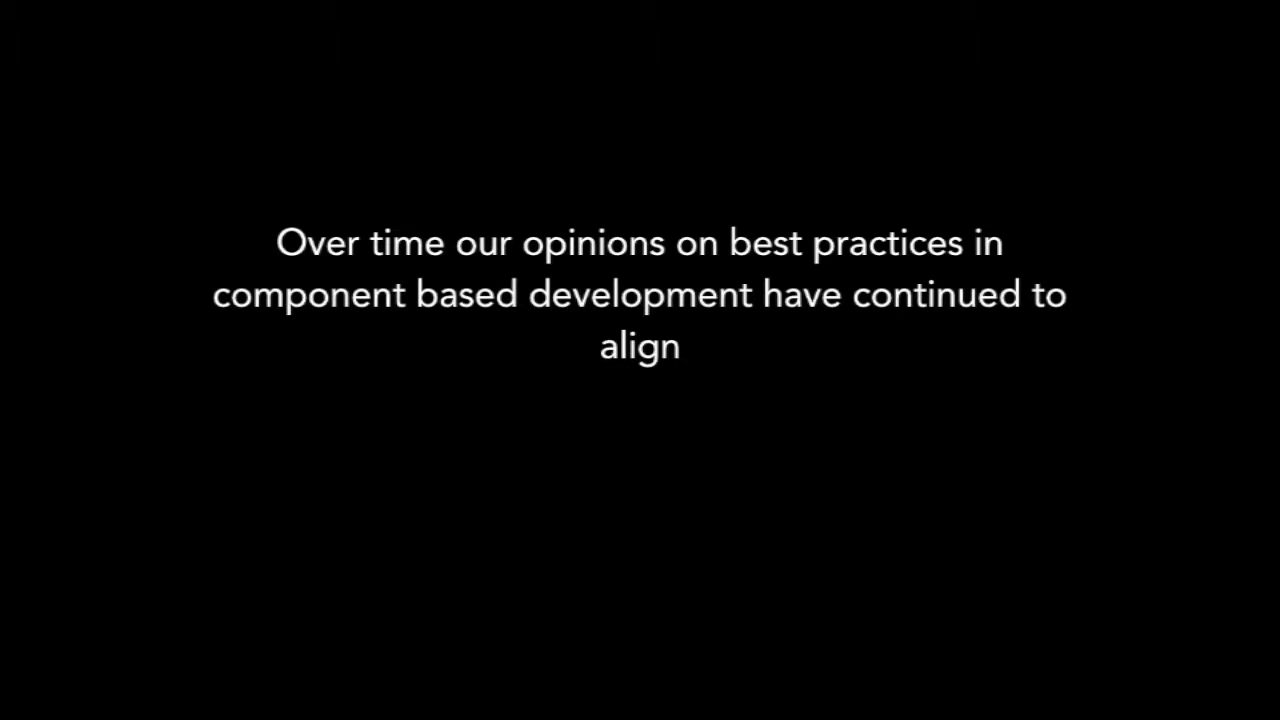 Over time our opinions on best practices in
component based development have continued to
align